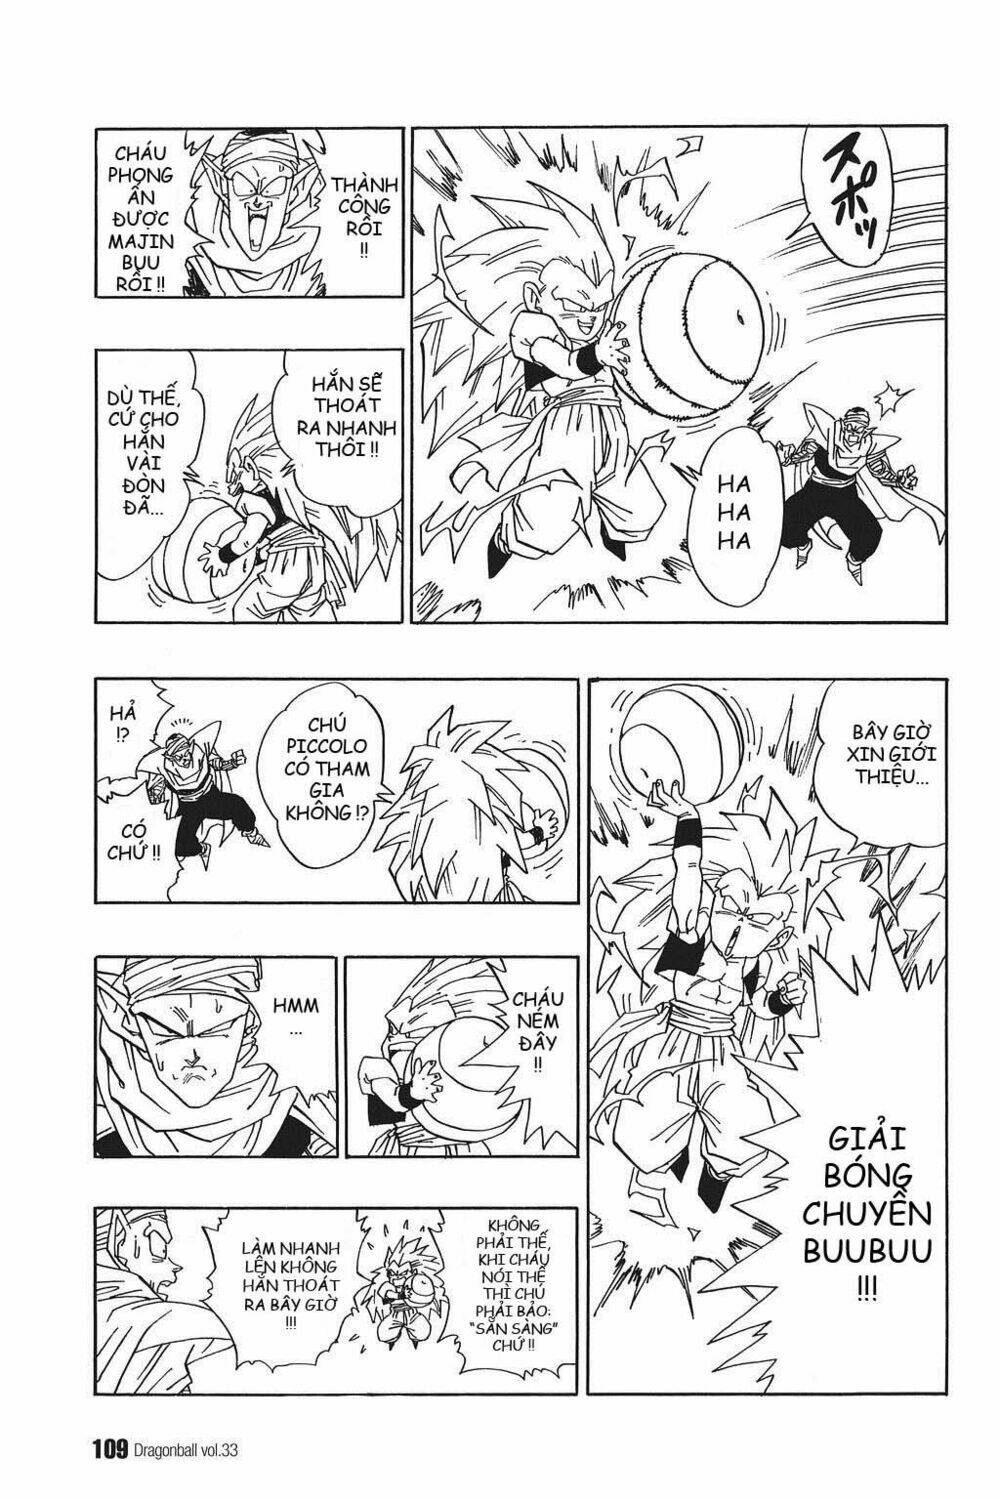 スポッ
HA
HA
HA
THÀNH
CÔNG
RỒI
!!
CHÁU
PHONG
ẤN
ĐƯỢC
MAJIN
BUU
RỒI !!
HẮN SẼ
THOÁT
RA NHANH
THÔI !!
DÙ THẾ,
CỨ CHO
HẮN
VÀI
ĐÒN
ĐÃ...
BÂY GIỜ
XIN GIỚI
THIỆU...
GIẢI
BÓNG
CHUYỀN
BUUBUU
!!!
CHÚ
PICCOLO
CÓ THAM
GIA
KHÔNG !?
HẢ
!?
CÓ
CHỨ !!
CHÁU
NÉM
ĐÂY
!!
HMM
...
KHÔNG
PHẢI THẾ,
KHI CHÁU
NÓI THẾ
THÌ CHÚ
PHẢI BẢO:
“SẴN SÀNG”
CHỨ !!
LÀM NHANH
LÊN KHÔNG
HẮN THOÁT
RA BÂY GIỜ
!!!
109 Dragonball vol.33